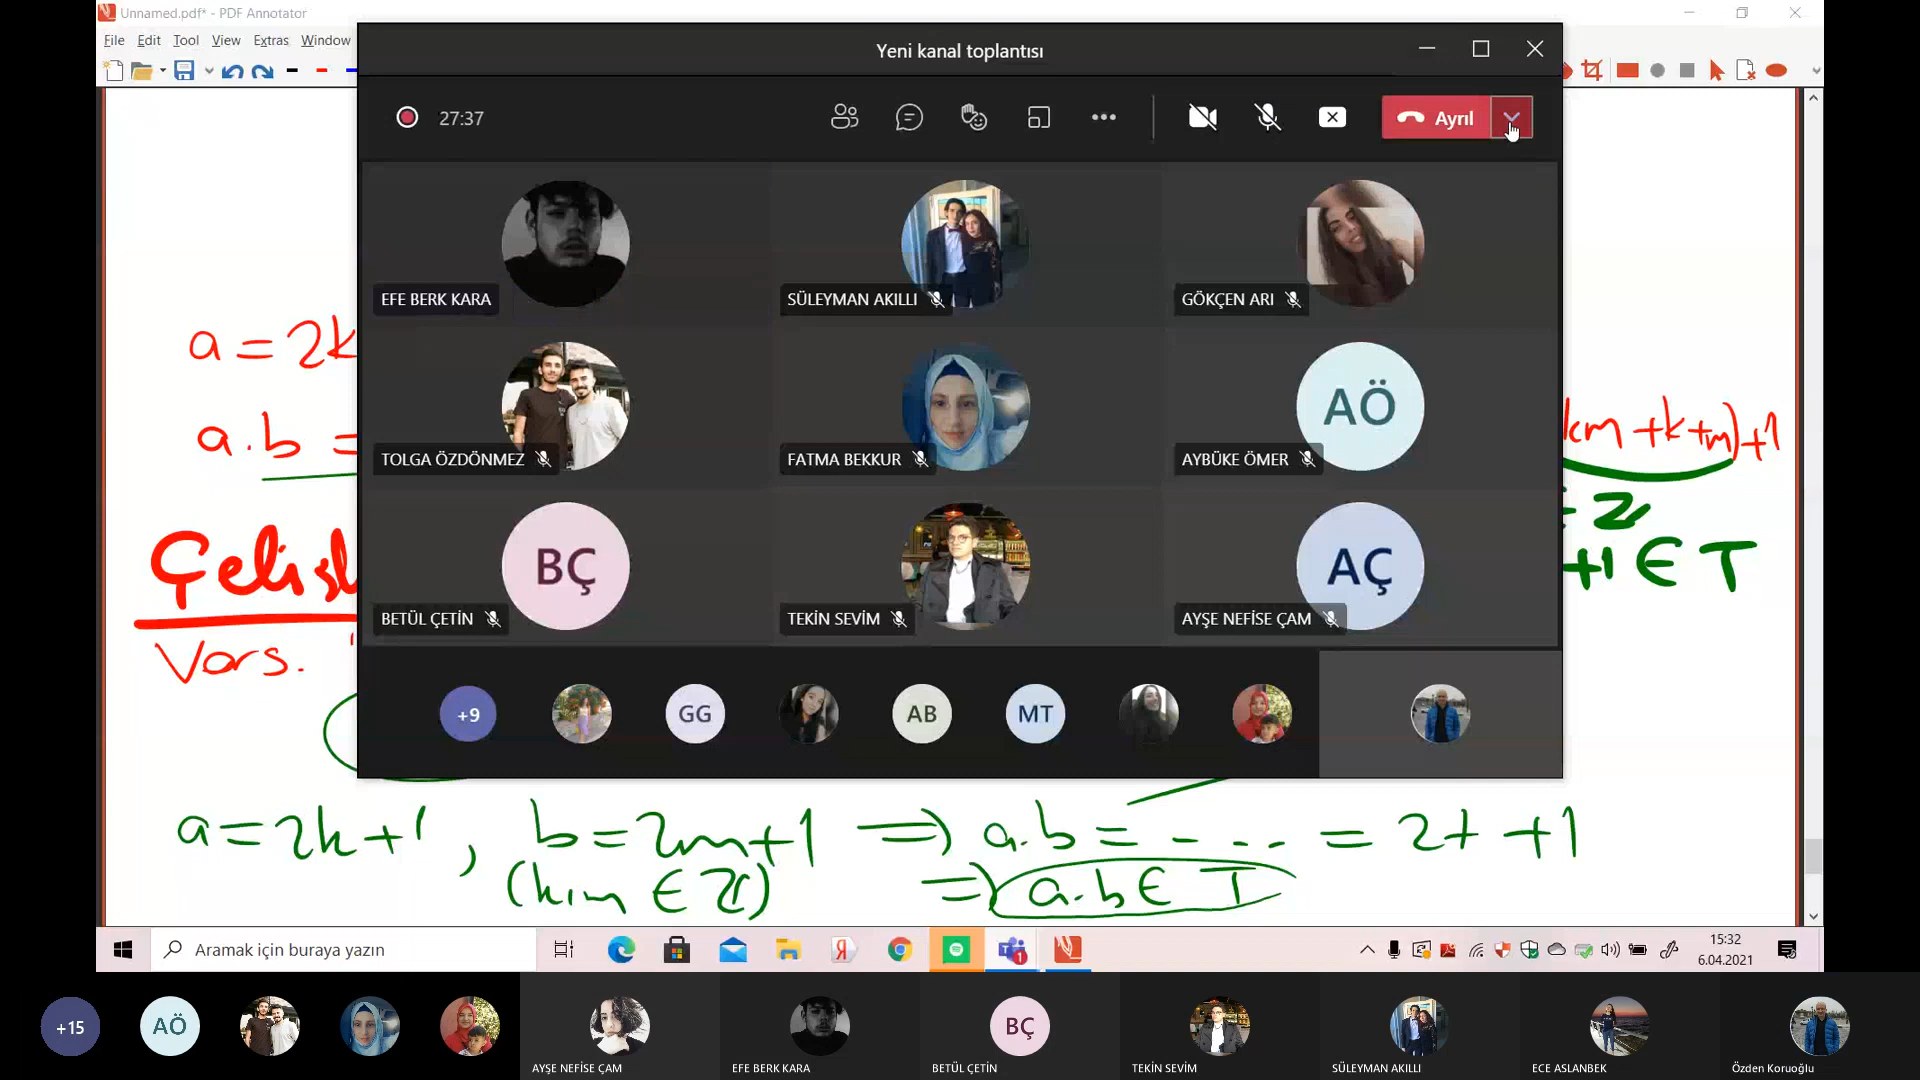 Unnamed.pdf* - PDF Annotator
File Edit Tool View Extras Window
Yeni kanal toplantısı
27:37
Ayrıl
EFE BERK KARA
SÜLEYMAN AKILLI
GÖKÇEN ARI
a = 2k
TOLGA ÖZDÖNMEZ
FATMA BEKKUR
AÖ
AYBÜKE ÖMER
a.b =
km + k + m) + 1
∈ Z
+1 ∈ T
BÇ
BETÜL ÇETİN
TEKİN SEVİM
AÇ
AYŞE NEFİSE ÇAM
Vars.
+9
GG
AB
MT
a = 2k + 1 , b = 2m + 1 => a.b = - - .. = 2t + 1
(k,m ∈ Z) => a.b ∈ T
Aramak için buraya yazın
15:32
6.04.2021
+15
AÖ
BÇ
AYŞE NEFİSE ÇAM
EFE BERK KARA
BETÜL ÇETİN
TEKİN SEVİM
SÜLEYMAN AKILLI
ECE ASLANBEK
Özden Koruoğlu